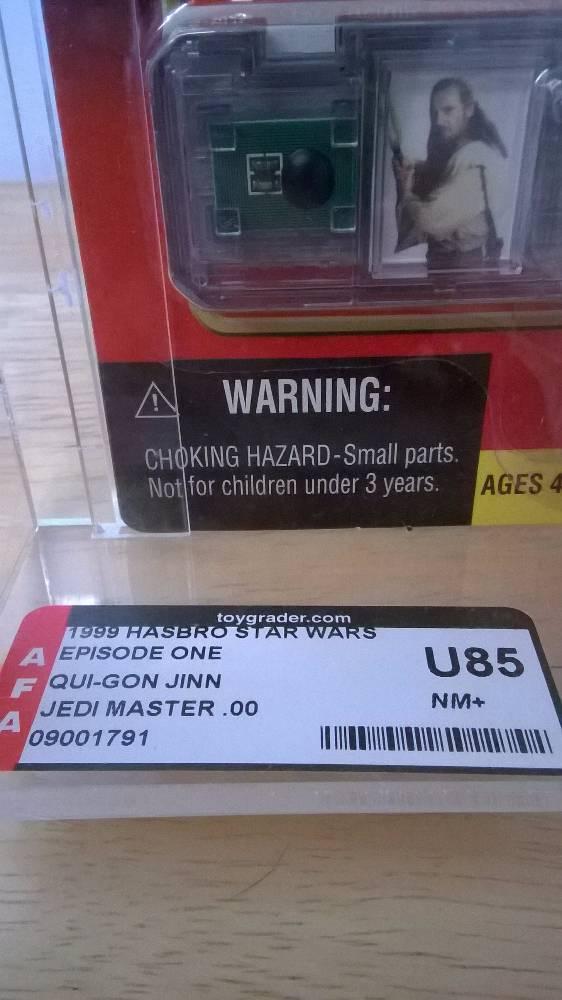 WARNING:
CHOKING HAZARD-Small parts.
Not for children under 3 years.
AGES 4
toygrader.com
1999 HASBRO STAR WARS
EPISODE ONE
QUI-GON JINN
JEDI MASTER .00
09001791
AFA
U85
NM+